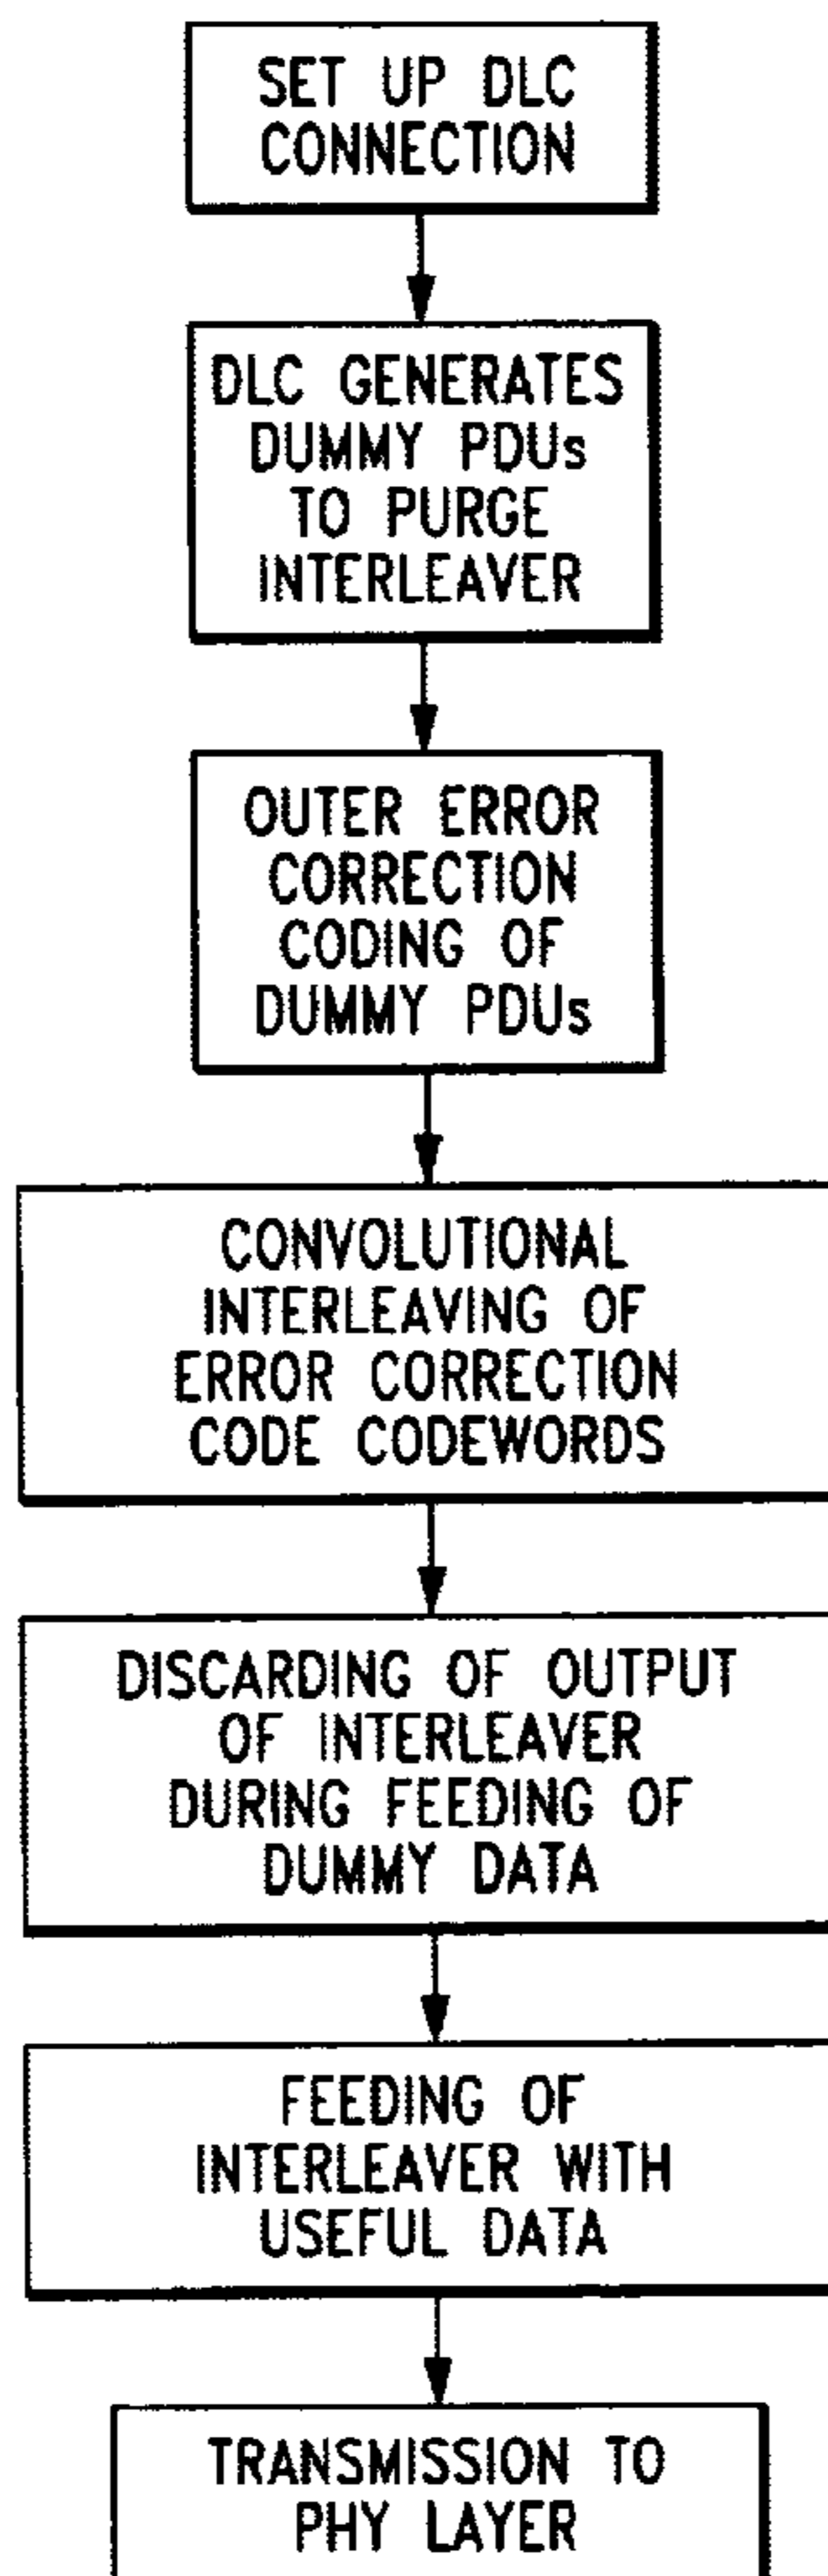 SET UP DLC
CONNECTION
DLC GENERATES
DUMMY PDUs
TO PURGE
INTERLEAVER
OUTER ERROR
CORRECTION
CODING OF
DUMMY PDUs
CONVOLUTIONAL
INTERLEAVING OF
ERROR CORRECTION
CODE CODEWORDS
DISCARDING OF OUTPUT
OF INTERLEAVER
DURING FEEDING OF
DUMMY DATA
FEEDING OF
INTERLEAVER WITH
USEFUL DATA
TRANSMISSION TO
PHY LAYER